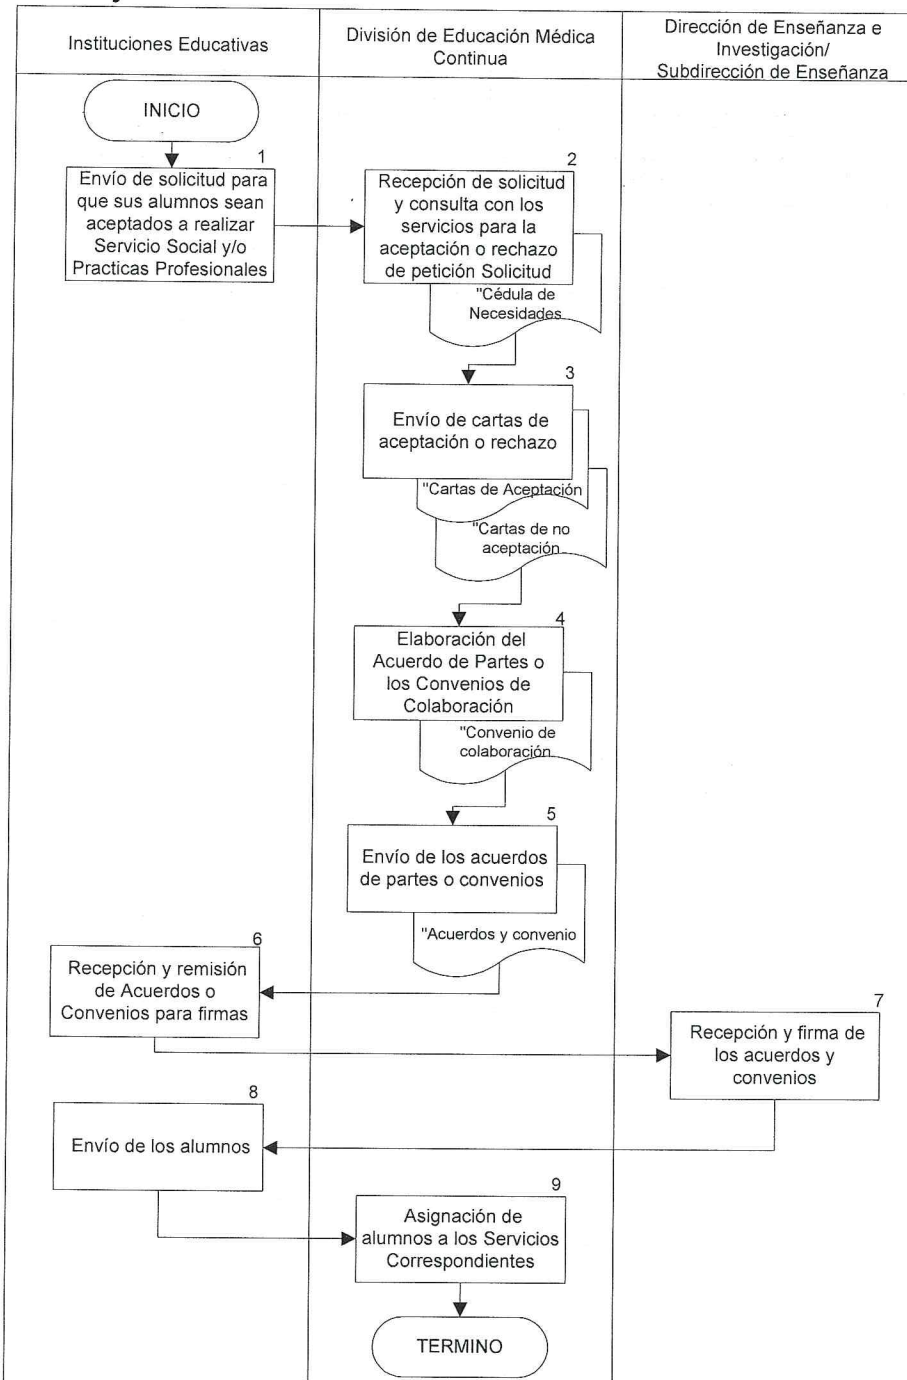 Instituciones Educativas
División de Educación Médica
Continua
Dirección de Enseñanza e
Investigación/
Subdirección de Enseñanza
INICIO
1
Envío de solicitud para
que sus alumnos sean
aceptados a realizar
Servicio Social y/o
Practicas Profesionales
2
Recepción de solicitud
y consulta con los
servicios para la
aceptación o rechazo
de petición Solicitud
"Cédula de
Necesidades
3
Envío de cartas de
aceptación o rechazo
"Cartas de Aceptación
"Cartas de no
aceptación
4
Elaboración del
Acuerdo de Partes o
los Convenios de
Colaboración
"Convenio de
colaboración
5
Envío de los acuerdos
de partes o convenios
"Acuerdos y convenio
6
Recepción y remisión
de Acuerdos o
Convenios para firmas
7
Recepción y firma de
los acuerdos y
convenios
8
Envío de los alumnos
9
Asignación de
alumnos a los Servicios
Correspondientes
TERMINO